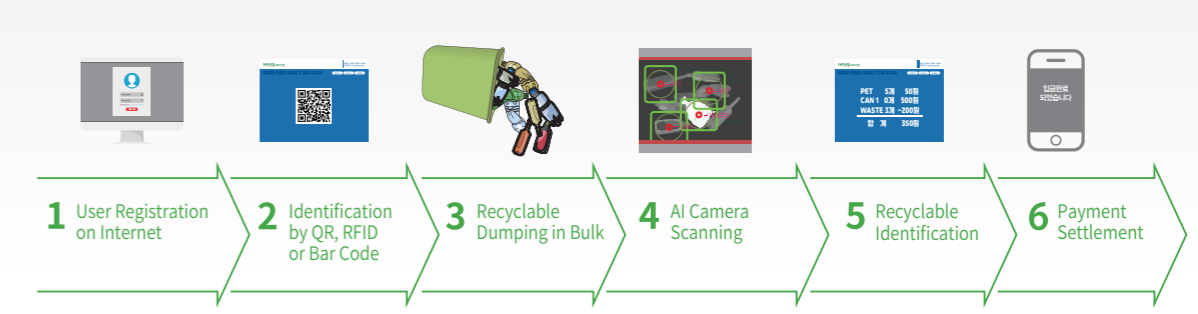 PET 5개 50원
CAN 1 0개 500원
WASTE 3개 -200원
합 계 350원
입금완료
되었습니다
1 User Registration
on Internet
2 Identification
by QR, RFID
or Bar Code
3 Recyclable
Dumping in Bulk
4 AI Camera
Scanning
5 Recyclable
Identification
6 Payment
Settlement